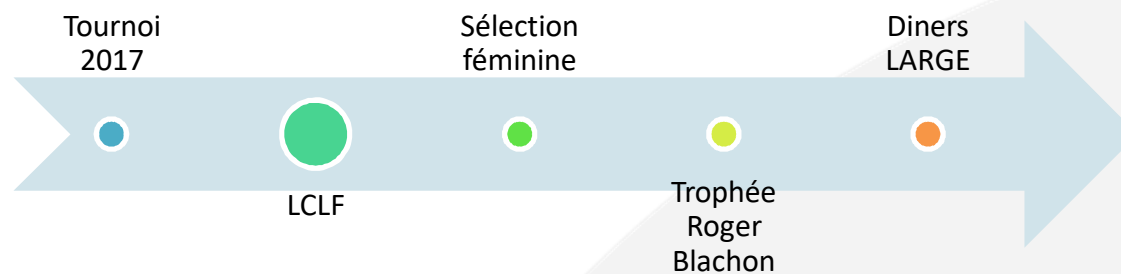 Tournoi
2017
LCLF
Sélection
féminine
Trophée
Roger
Blachon
Diners
LARGE